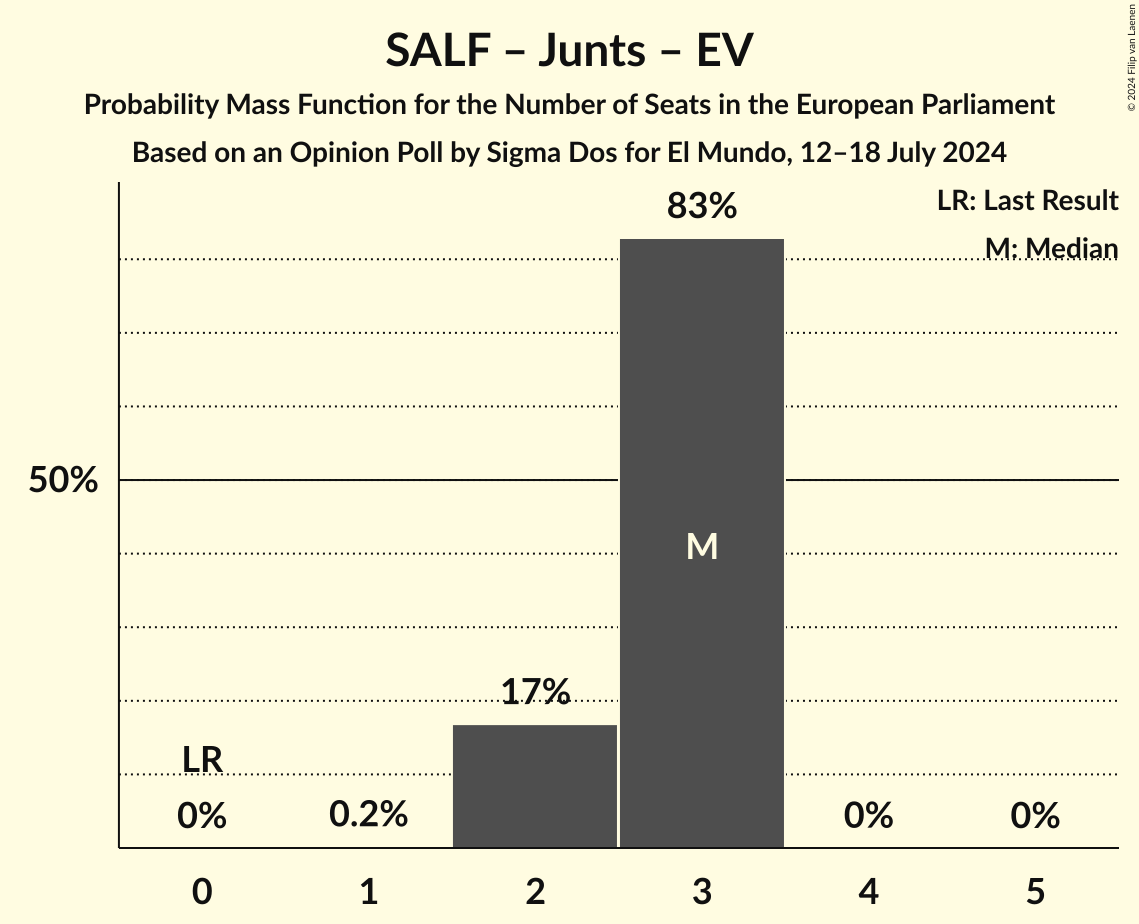 SALF – Junts – EV
Probability Mass Function for the Number of Seats in the European Parliament
Based on an Opinion Poll by Sigma Dos for El Mundo, 12–18 July 2024
© 2024 Filip van Laenen
LR: Last Result
M: Median
83%
50%
M
17%
LR
0%
0.2%
0%
0%
0 1 2 3 4 5